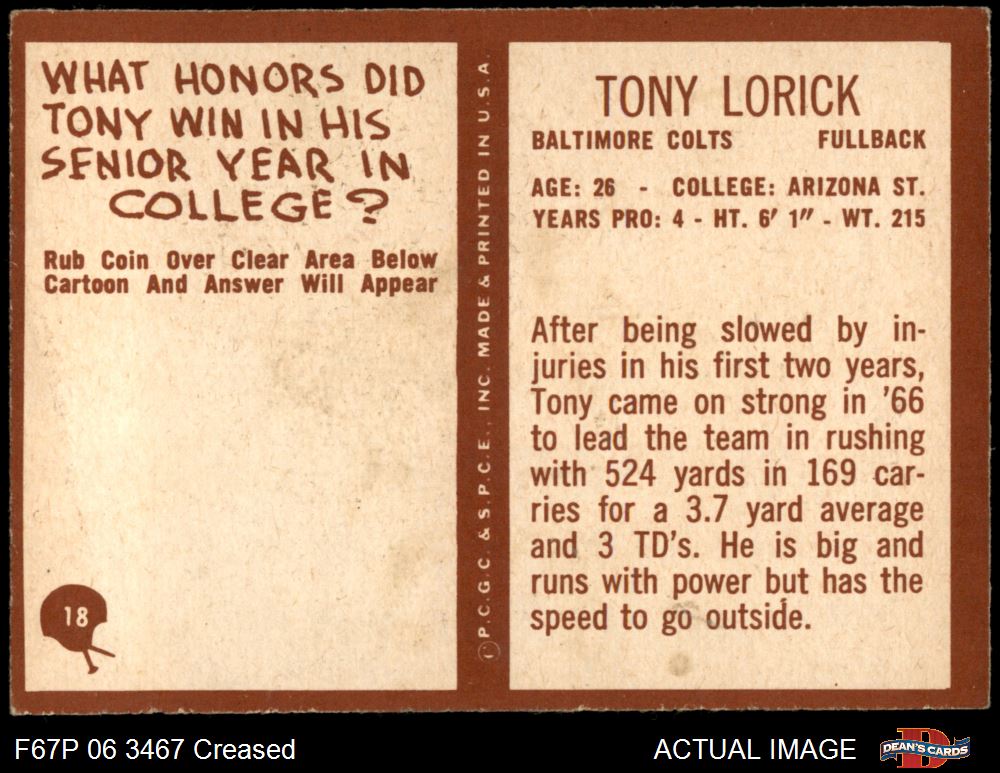 WHAT HONORS DID
TONY WIN IN HIS
SENIOR YEAR IN
COLLEGE?
Rub Coin Over Clear Area Below
Cartoon And Answer Will Appear
18
© P.C.G.C. & S.P.C.E., INC. MADE & PRINTED IN U.S.A.
TONY LORICK
BALTIMORE COLTS FULLBACK
AGE: 26 - COLLEGE: ARIZONA ST.
YEARS PRO: 4 - HT. 6' 1" - WT. 215
After being slowed by in-
juries in his first two years,
Tony came on strong in '66
to lead the team in rushing
with 524 yards in 169 car-
ries for a 3.7 yard average
and 3 TD's. He is big and
runs with power but has the
speed to go outside.
F67P 06 3467 Creased
ACTUAL IMAGE
D
DEAN'S CARDS